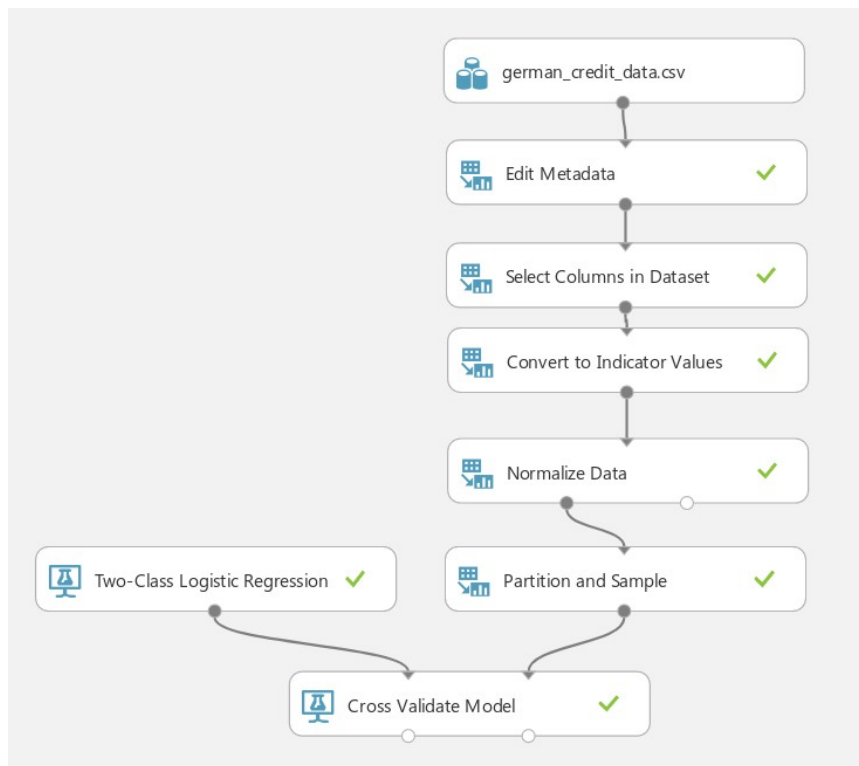 german_credit_data.csv
Edit Metadata
Select Columns in Dataset
Convert to Indicator Values
Normalize Data
Two-Class Logistic Regression
Partition and Sample
Cross Validate Model